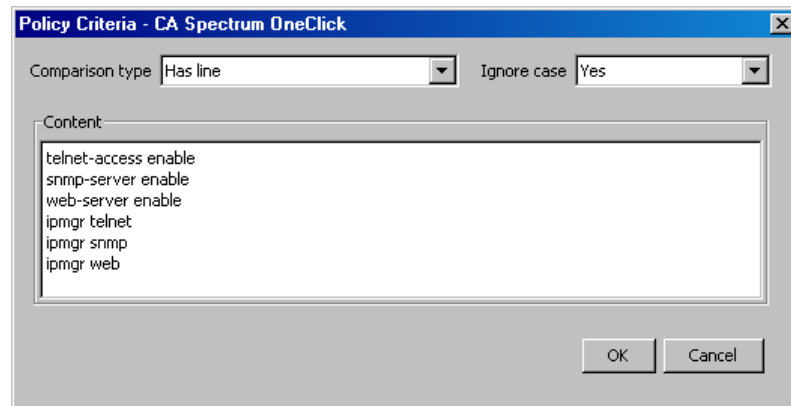 Policy Criteria - CA Spectrum OneClick
Comparison type Has line Ignore case Yes
Content
telnet-access enable
snmp-server enable
web-server enable
ipmgr telnet
ipmgr snmp
ipmgr web
OK Cancel